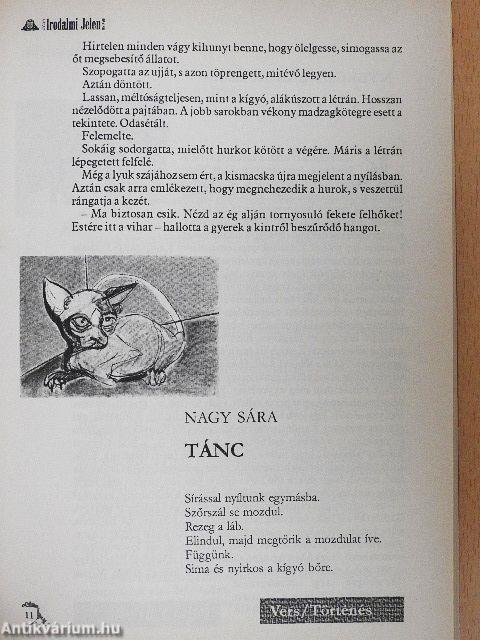 Irodalmi Jelen
Hirtelen minden vágy kihunyt benne, hogy ölelgesse, simogassa az
őt megsebesítő állatot.
Szopogatta az ujját, s azon töprengett, mitévő legyen.
Aztán döntött.
Lassan, méltóságteljesen, mint a kígyó, alákúszott a létrán. Hosszan
nézelődött a pajtában. A jobb sarokban vékony madzagkötegre esett a
tekintete. Odasétált.
Felemelte.
Sokáig sodorgatta, mielőtt hurkot kötött a végére. Máris a létrán
lépegetett felfelé.
Még a lyuk szájához sem ért, a kismacska újra megjelent a nyílásban.
Aztán csak arra emlékezett, hogy megnehezedik a hurok, s veszettül
rángatja a kezét.
– Ma biztosan esik. Nézd az ég alján tornyosuló fekete felhőket!
Estére itt a vihar – hallotta a gyerek a kintről beszűrődő hangot.
NAGY SÁRA
TÁNC
Sírással nyíltunk egymásba.
Szőrszál se mozdul.
Rezeg a láb.
Elindul, majd megtörik a mozdulat íve.
Függünk.
Sima és nyirkos a kígyó bőre.
11
Vers/Történés
Antikvárium.hu